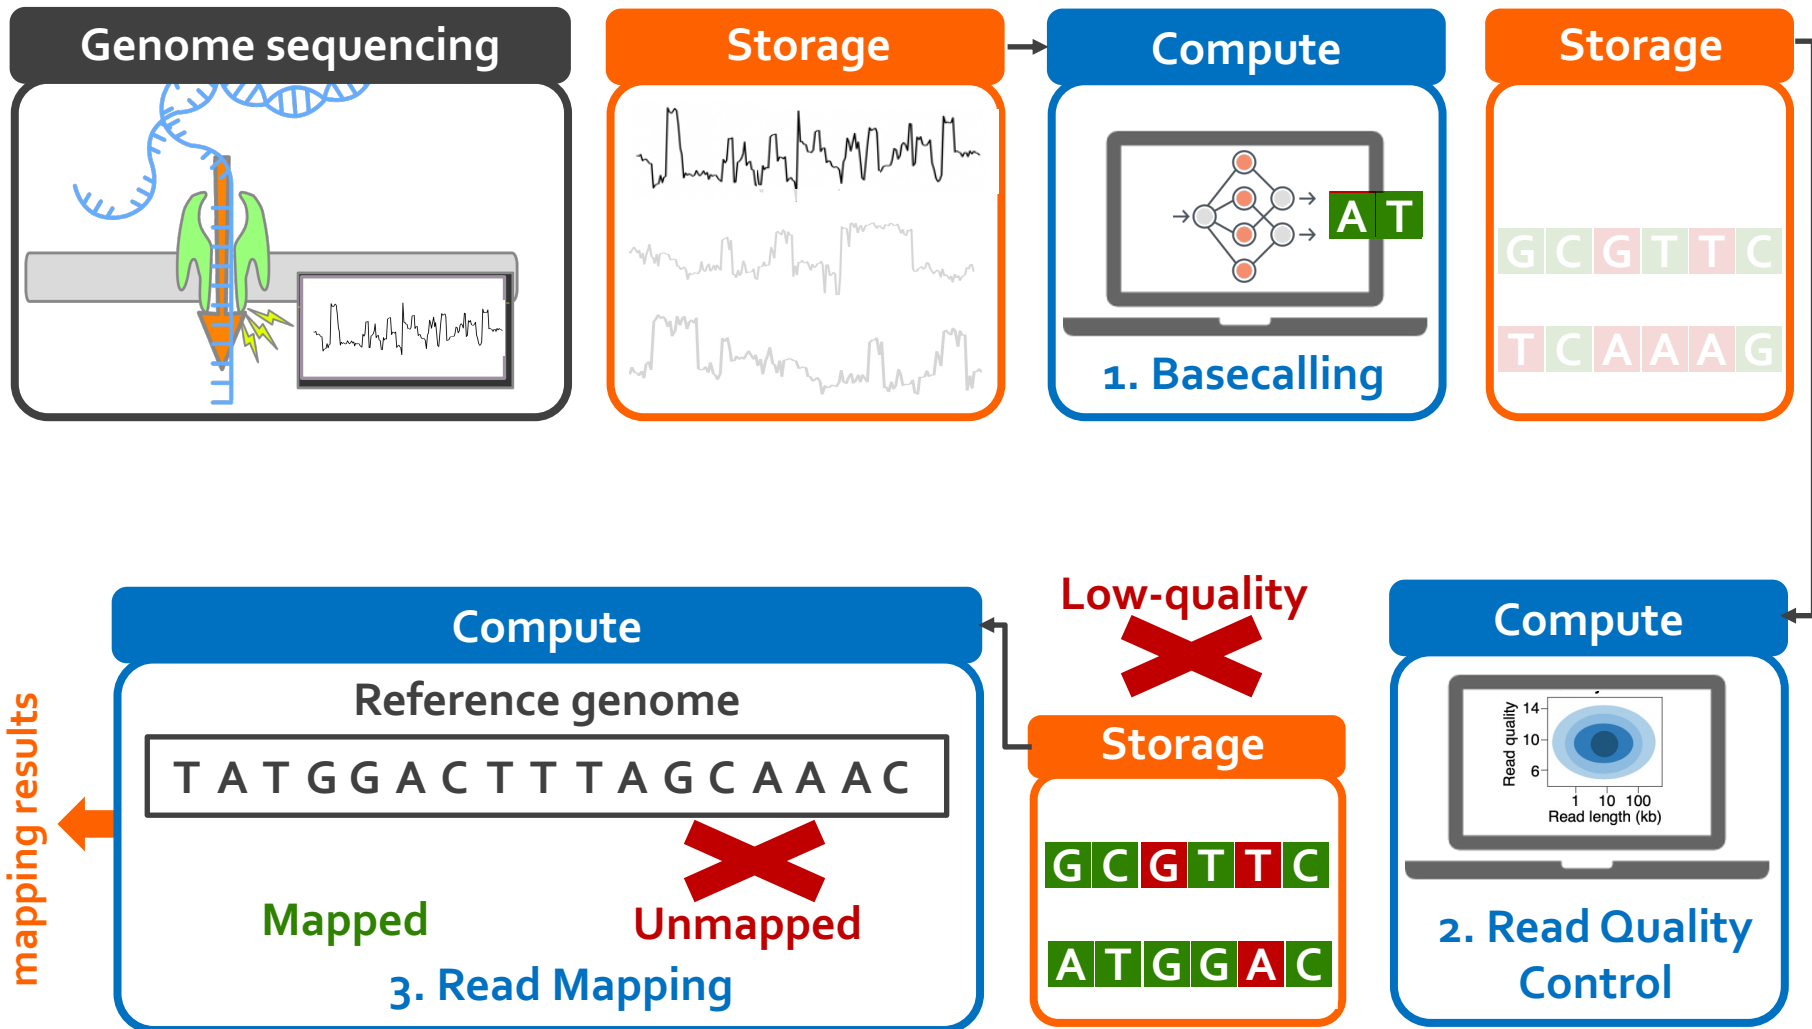 Genome sequencing
Storage
Compute
A T
1. Basecalling
Storage
G C G T T C
T C A A A G
Compute
Read quality
14
10
6
1 10 100
Read length (kb)
2. Read Quality
Control
Low-quality
Storage
G C G T T C
A T G G A C
Compute
Reference genome
T A T G G A C T T T A G C A A A C
Mapped
Unmapped
3. Read Mapping
mapping results